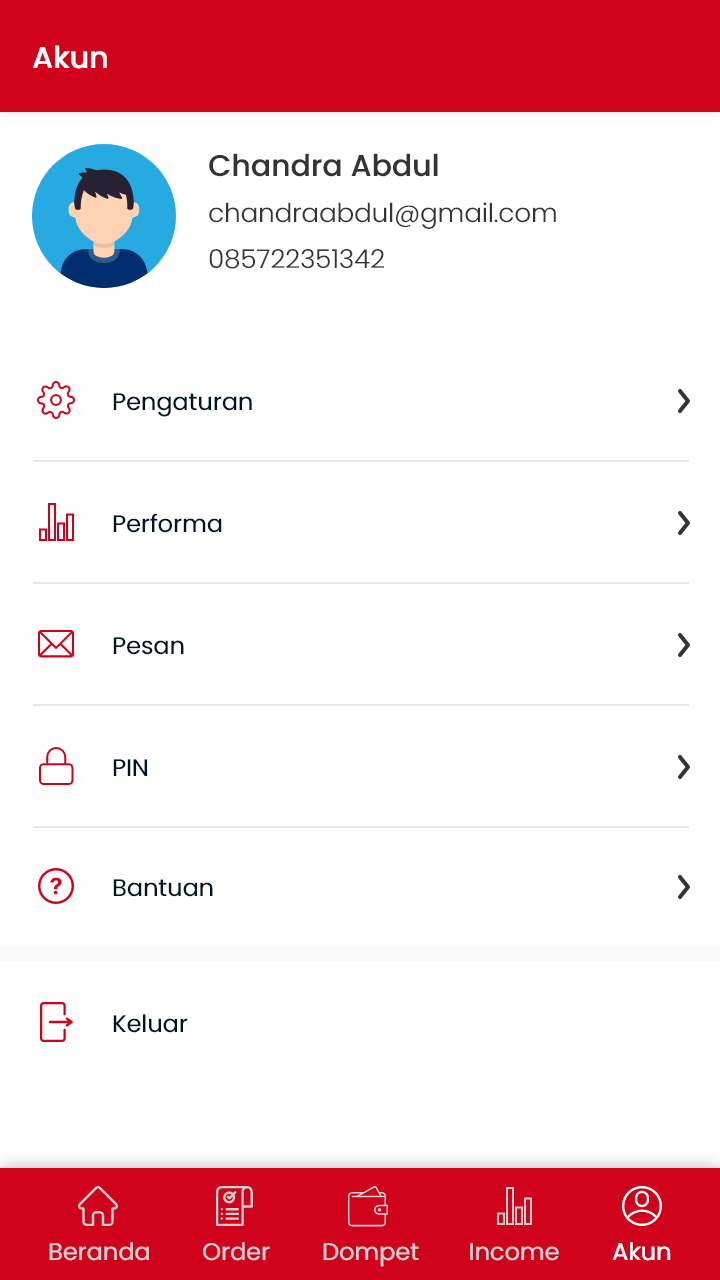 Akun
Chandra Abdul
chandraabdul@gmail.com
085722351342
Pengaturan
Performa
Pesan
PIN
?
Bantuan
Keluar
Beranda
Order
Dompet
Income
Akun